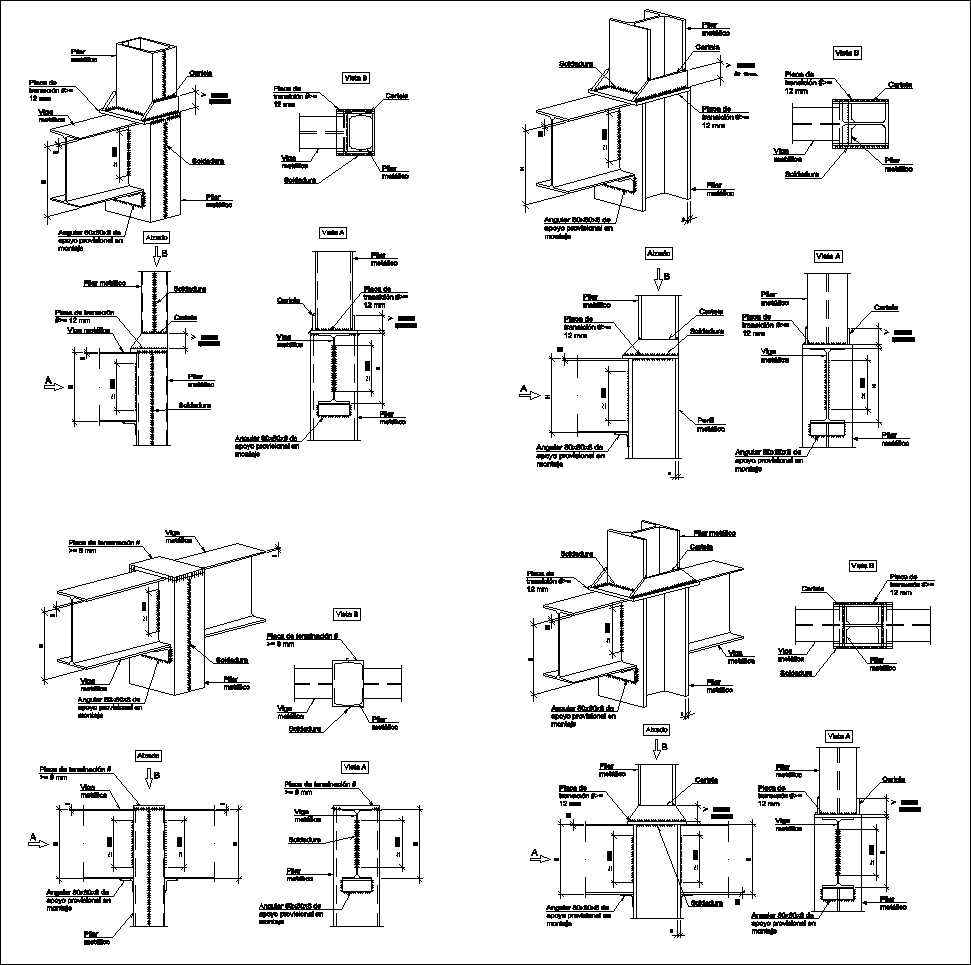 Pilar
metálico
Cartela
Placa de
transición #>=
12 mm
Viga
metálica
Soldadura
Pilar
metálico
Angular 80x80x8 de
apoyo provisional en
montaje
Vista B
Placa de
transición #>=
12 mm
Cartela
Viga
metálica
Soldadura
Pilar
metálico
Alzado
B
Pilar metálico
Soldadura
Placa de transición
#>= 12 mm
Cartela
Viga metálica
A
Pilar
metálico
Soldadura
Vista A
Pilar
metálico
Cartela
Placa de
transición #>=
12 mm
Viga
metálica
Pilar
metálico
Angular 80x80x8 de
apoyo provisional en
montaje
Pilar
metálico
Soldadura
Cartela
Placa de
transición #>=
12 mm
Placa de
transición #>=
12 mm
Viga
metálica
Pilar
metálico
Angular 80x80x8 de
apoyo provisional en
montaje
Vista B
Placa de
transición #>=
12 mm
Cartela
Viga
metálica
Soldadura
Pilar
metálico
Alzado
B
Pilar
metálico
Cartela
Placa de
transición #>=
12 mm
Soldadura
A
Perfil
metálico
Angular 80x80x8 de
apoyo provisional en
montaje
Vista A
Pilar
metálico
Cartela
Placa de
transición #>=
12 mm
Viga
metálica
Pilar
metálico
Angular 80x80x8 de
apoyo provisional en
montaje
Placa de terminación #
>= 8 mm
Viga
metálica
Soldadura
Viga
metálica
Pilar
metálico
Angular 80x80x8 de
apoyo provisional en
montaje
Vista B
Placa de terminación #
>= 8 mm
Viga
metálica
Soldadura
Pilar
metálico
Alzado
B
Placa de terminación #
>= 8 mm
Viga
metálica
A
Angular 80x80x8 de
apoyo provisional en
montaje
Pilar
metálico
Vista A
Placa de terminación #
>= 8 mm
Viga
metálica
Soldadura
Pilar
metálico
Angular 80x80x8 de
apoyo provisional en
montaje
Pilar metálico
Cartela
Soldadura
Placa de
transición #>=
12 mm
Viga
metálica
Pilar
metálico
Angular 80x80x8 de
apoyo provisional en
montaje
Vista B
Placa de
transición #>=
12 mm
Cartela
Viga
metálica
Pilar
metálico
Soldadura
Alzado
B
Pilar
metálico
Cartela
Placa de
transición #>=
12 mm
A
Soldadura
Angular 80x80x8 de
apoyo provisional en
montaje
Vista A
Pilar
metálico
Cartela
Placa de
transición #>=
12 mm
Viga
metálica
Pilar
metálico
Angular 80x80x8 de
apoyo provisional en
montaje